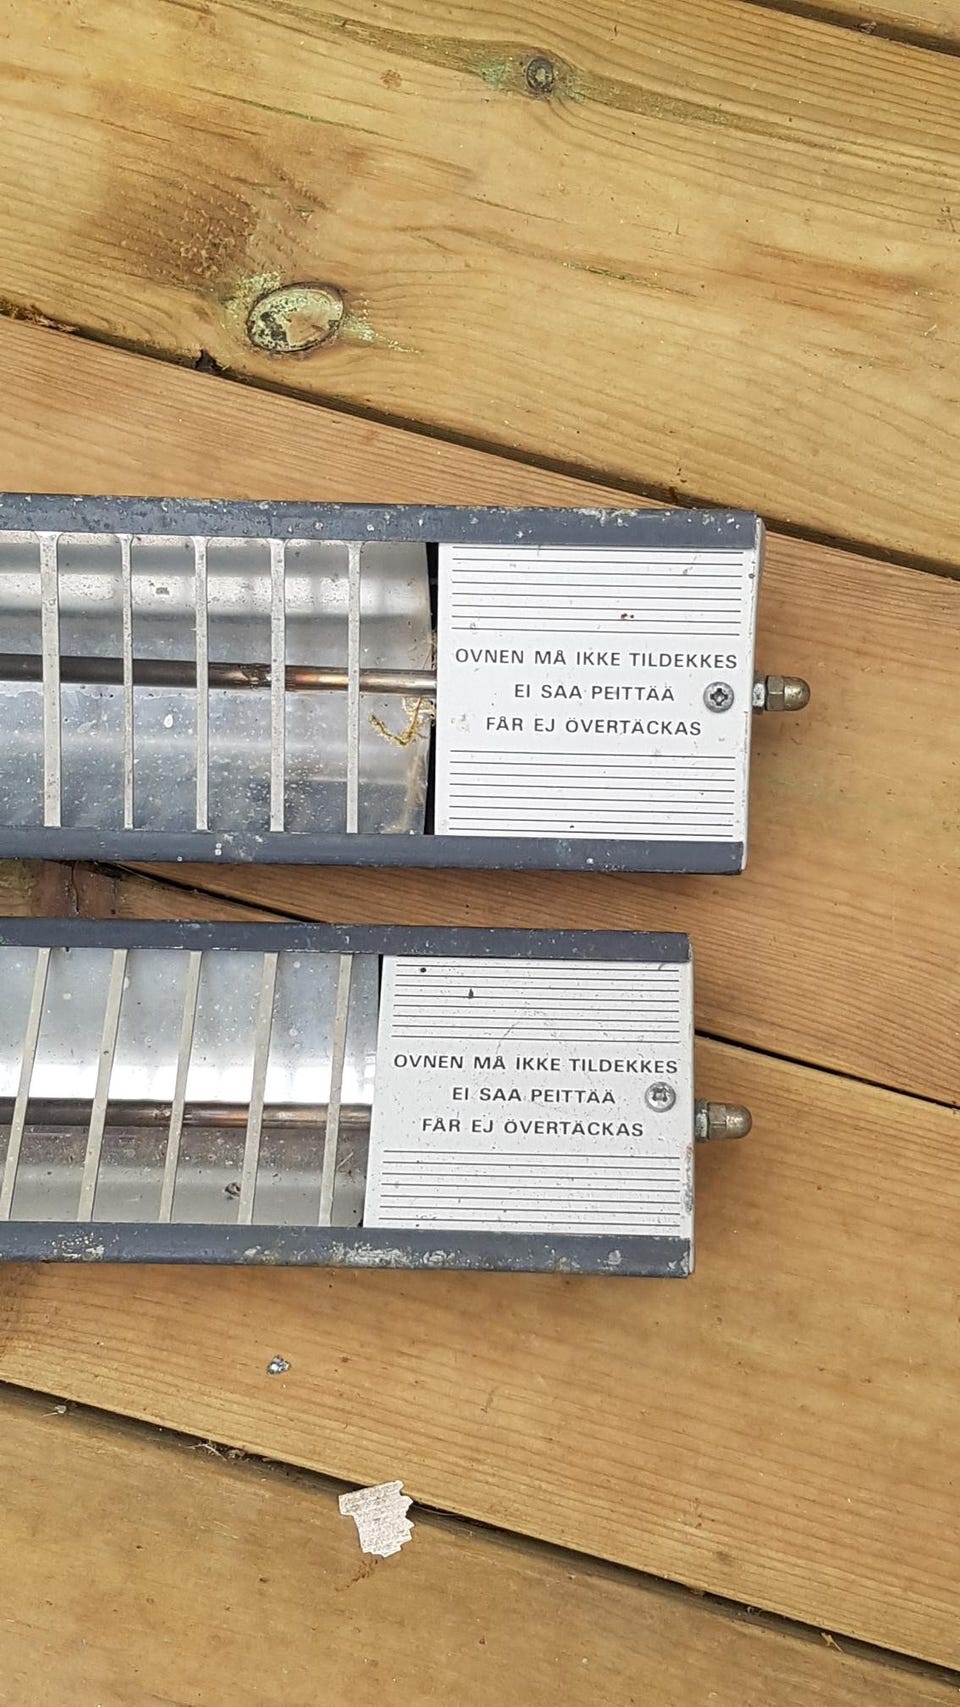 OVNEN MÅ IKKE TILDEKKES
EI SAA PEITTÄÄ
FÅR EJ ÖVERTÄCKAS
OVNEN MÅ IKKE TILDEKKES
EI SAA PEITTÄÄ
FÅR EJ ÖVERTÄCKAS